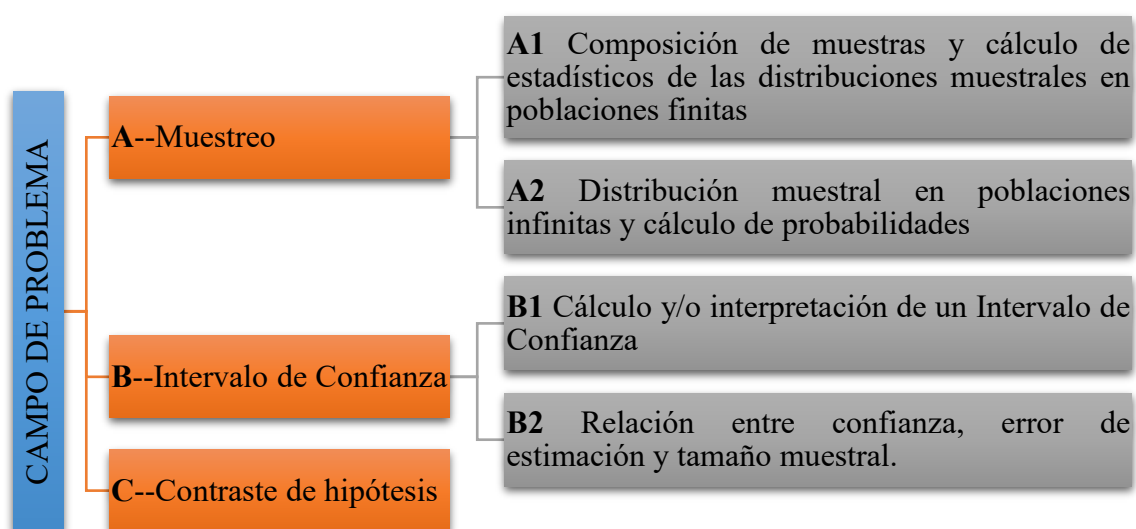 CAMPO DE PROBLEMA
A--Muestreo
A1 Composición de muestras y cálculo de
estadísticos de las distribuciones muestrales en
poblaciones finitas
A2 Distribución muestral en poblaciones
infinitas y cálculo de probabilidades
B--Intervalo de Confianza
B1 Cálculo y/o interpretación de un Intervalo de
Confianza
B2 Relación entre confianza, error de
estimación y tamaño muestral.
C--Contraste de hipótesis